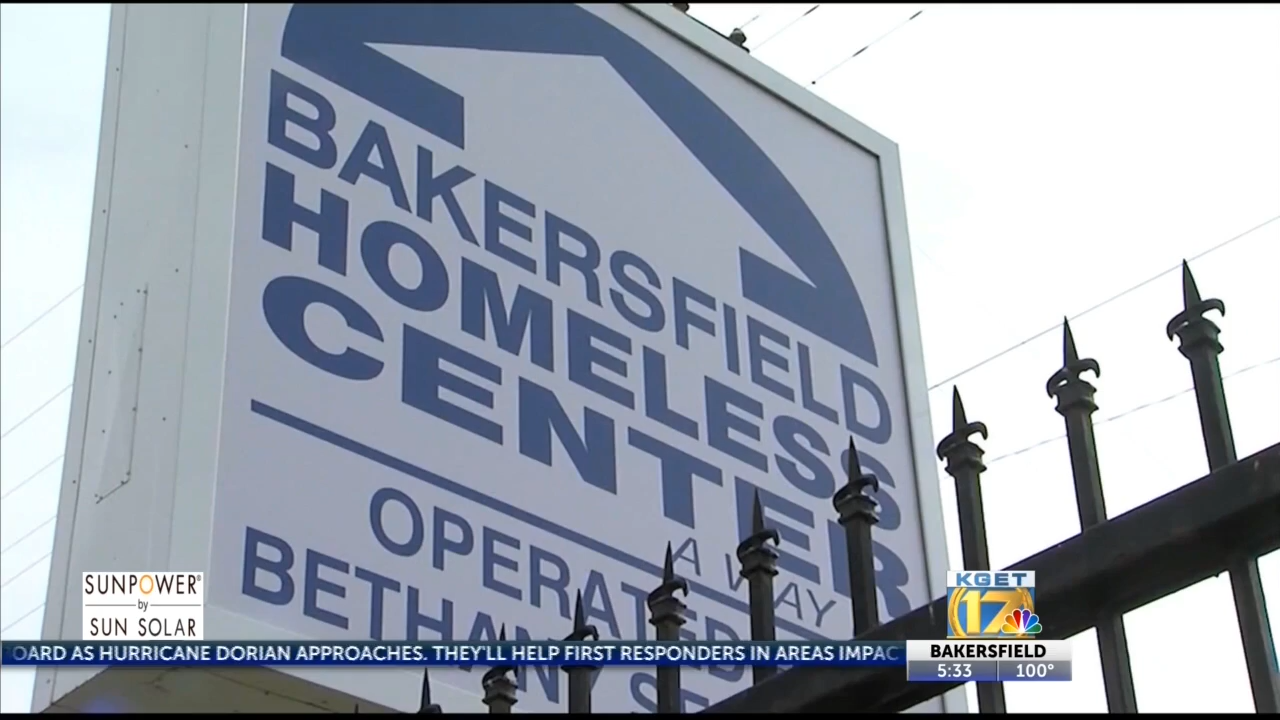 BAKERSFIELD
HOMELESS
CENTER
A WAY
OPERATED
BETHANY
SUNPOWER®
by
SUN SOLAR
KGET
17
OARD AS HURRICANE DORIAN APPROACHES. THEY'LL HELP FIRST RESPONDERS IN AREAS IMPAC
BAKERSFIELD
5:33 100°